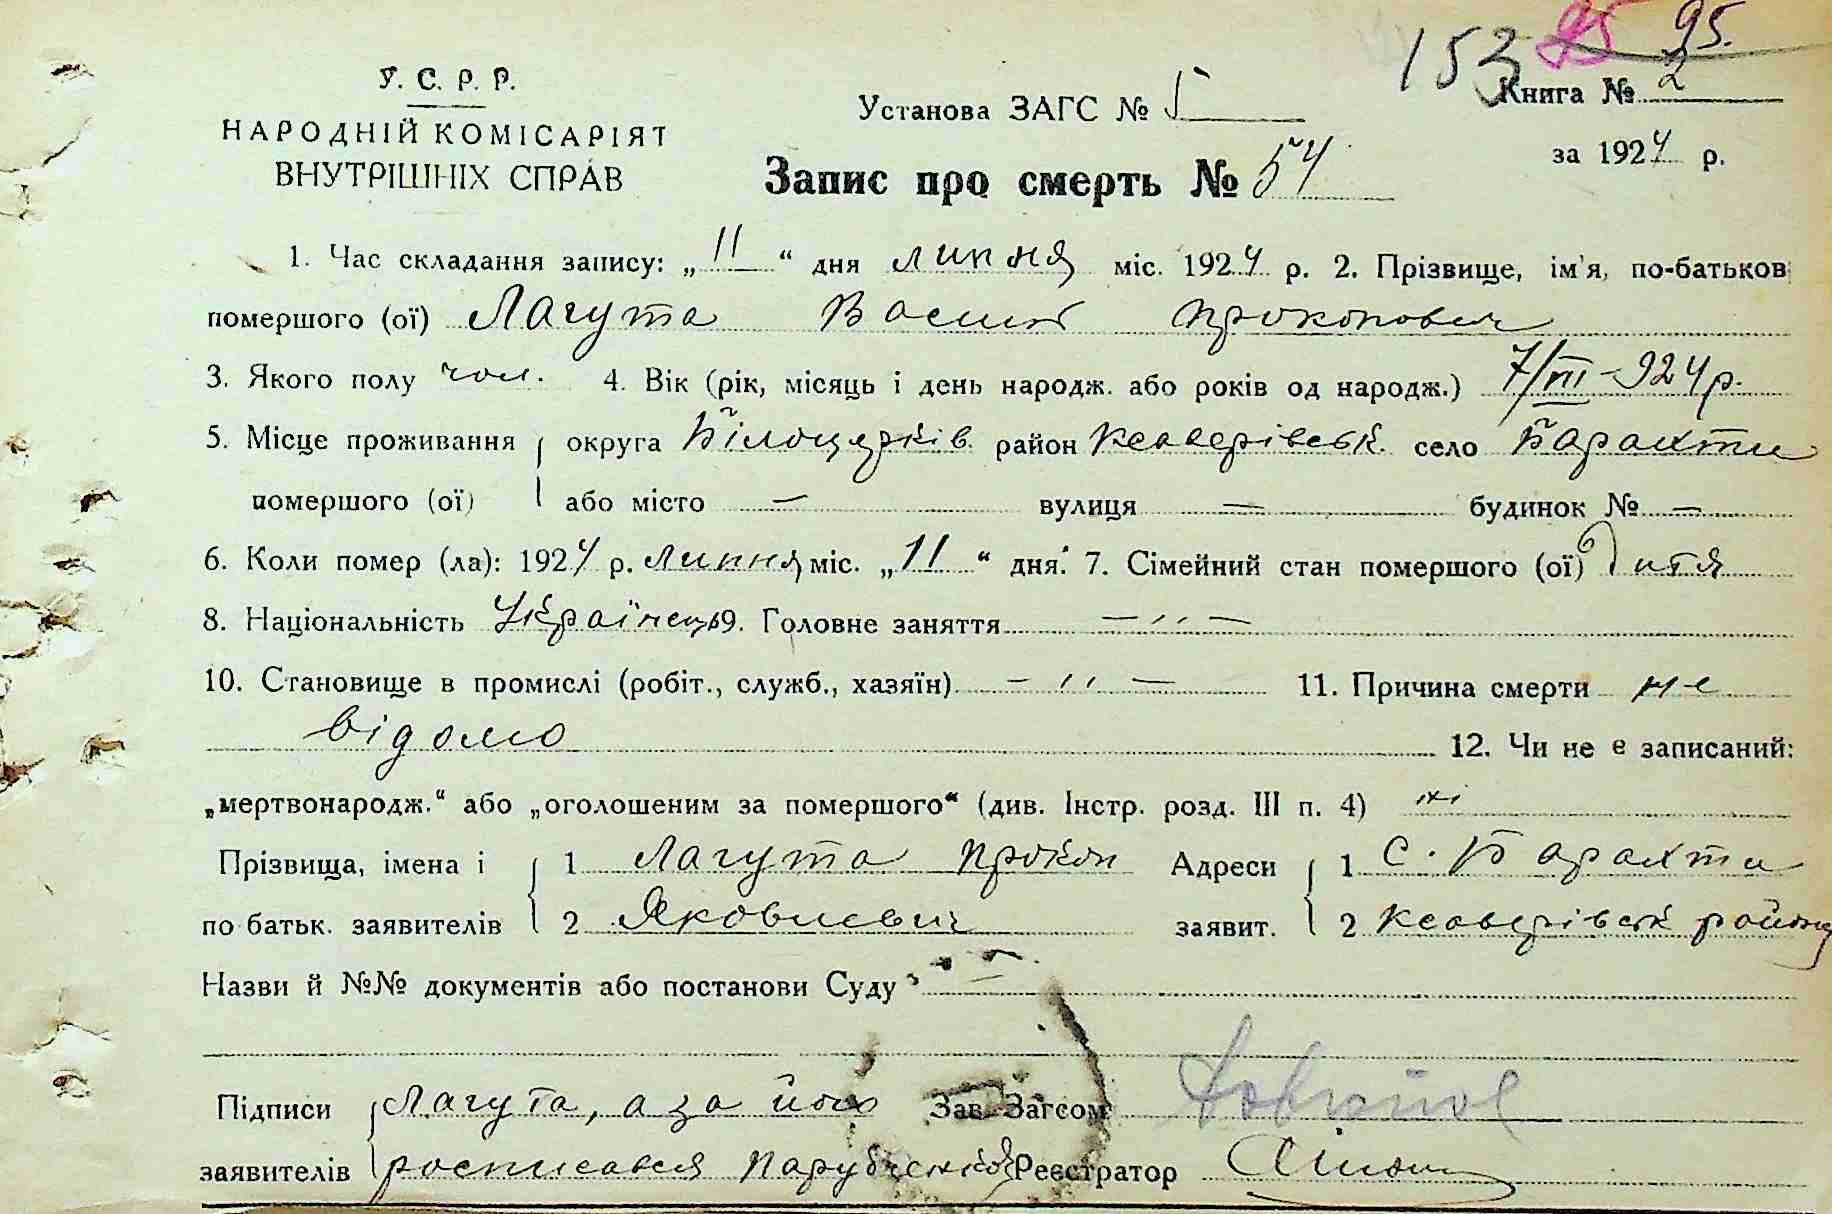 153 95 95.
У. С. Р. Р.
НАРОДНІЙ КОМІСАРІЯТ
ВНУТРІШНІХ СПРАВ
Установа ЗАГС №
Книга № 2
за 1924 р.
Запис про смерть № 54
1. Час складання запису: „11“ дня липня міс. 1924 р. 2. Прізвище, ім'я, по-батьков
помершого (ої) Лагута Василь Прокопович
3. Якого полу чол. 4. Вік (рік, місяць і день народж. або років од народж.) 7/III-924 р.
5. Місце проживання округа Білоцерків. район Ксаверівськ. село Барахти
помершого (ої) або місто — вулиця — будинок № —
6. Коли помер (ла): 1924 р. липня міс. „11“ дня. 7. Сімейний стан помершого (ої) дитя
8. Національність Українець 9. Головне заняття —„—
10. Становище в промислі (робіт., служб., хазяїн) —„— 11. Причина смерти не
відомо
12. Чи не є записаний:
„мертвонародж.“ або „оголошеним за помершого“ (див. Інстр. розд. III п. 4) ні
Прізвища, імена і 1 Лагута Прокоп Адреси 1 С. Барахти
по батьк. заявителів 2 Яковлевич заявит. 2 Ксаверівськ району
Назви й №№ документів або постанови Суду —
Підписи Лагута, а за його Зав. Загсом
заявителів росписався Парубченко Реєстратор